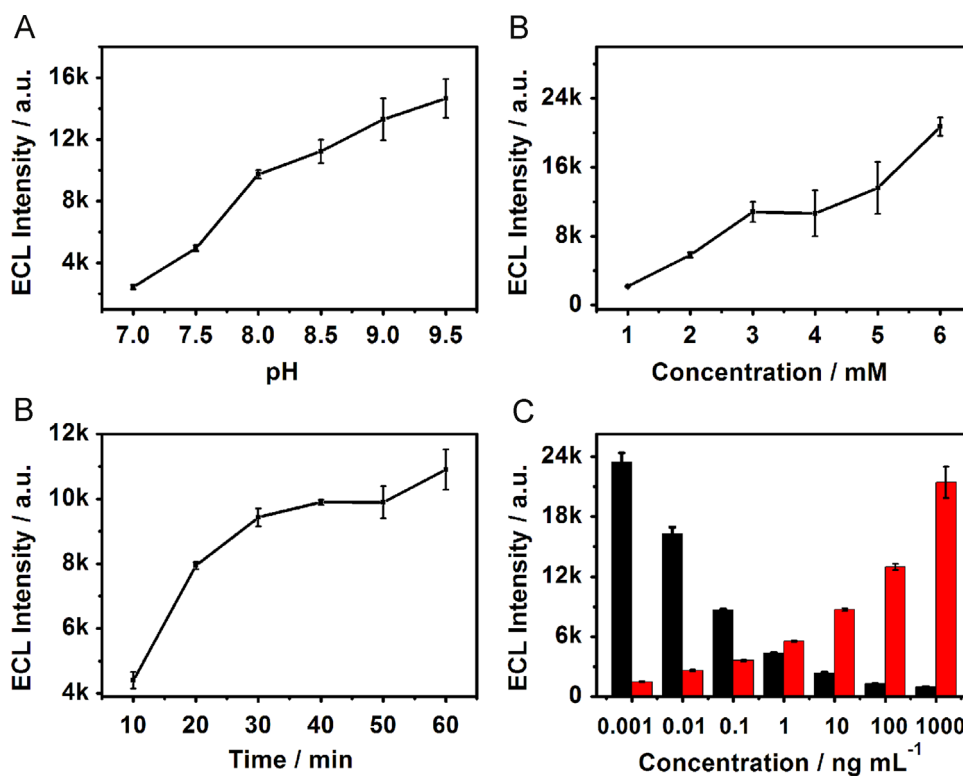 A
ECL Intensity / a.u.
16k
12k
8k
4k
7.0 7.5 8.0 8.5 9.0 9.5
pH
B
ECL Intensity / a.u.
24k
16k
8k
0
1 2 3 4 5 6
Concentration / mM
B
ECL Intensity / a.u.
12k
10k
8k
6k
4k
10 20 30 40 50 60
Time / min
C
ECL Intensity / a.u.
24k
18k
12k
6k
0
0.001 0.01 0.1 1 10 100 1000
Concentration / ng mL⁻¹